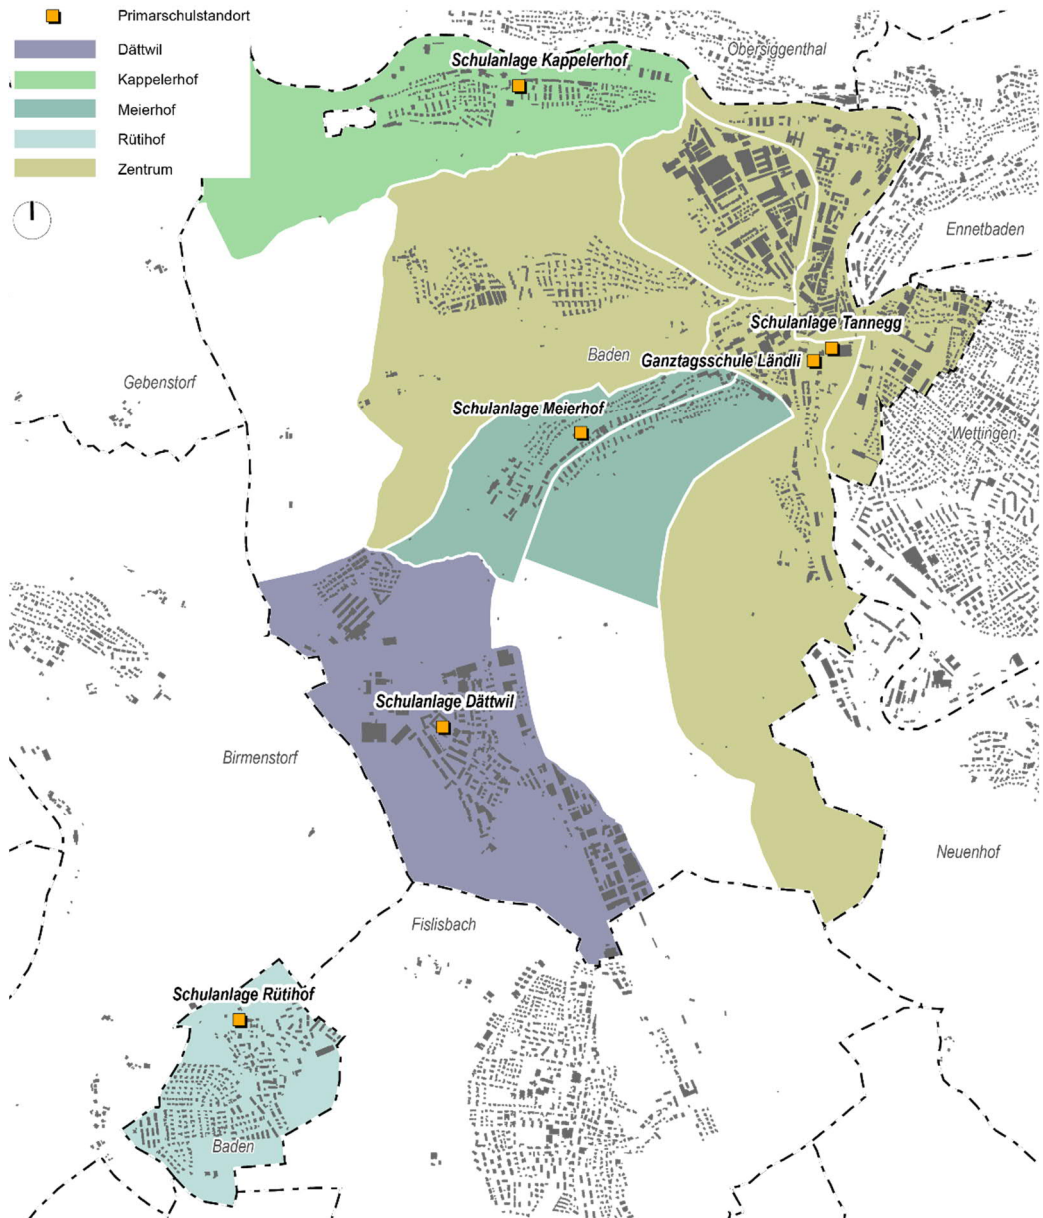 Primarschulstandort
Dättwil
Kappelerhof
Meierhof
Rütihof
Zentrum
Obersiggenthal
Schulanlage Kappelerhof
Ennetbaden
Schulanlage Tannegg
Baden
Ganztagsschule Ländli
Gebenstorf
Schulanlage Meierhof
Wettingen
Schulanlage Dättwil
Birmenstorf
Neuenhof
Fislisbach
Schulanlage Rütihof
Baden